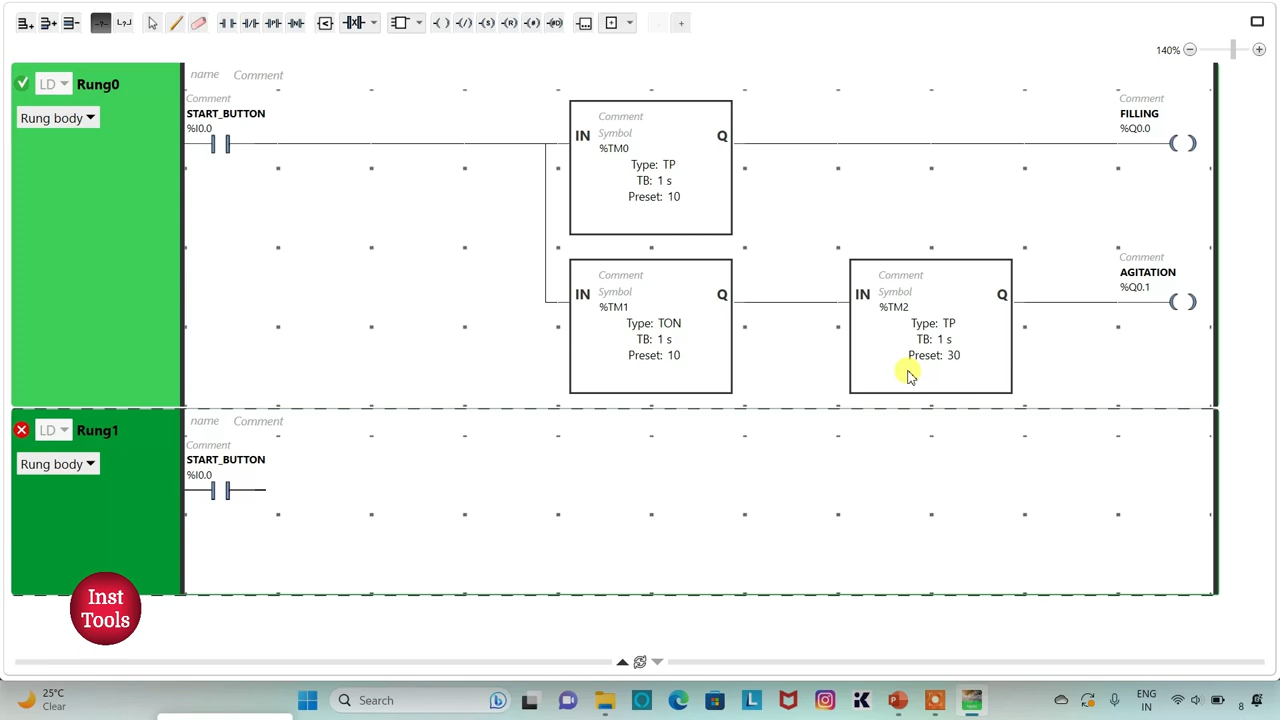 140%
LD Rung0
name Comment
Rung body
Comment
START_BUTTON
%I0.0
Comment
IN Symbol Q
%TM0
Type: TP
TB: 1 s
Preset: 10
Comment
FILLING
%Q0.0
Comment
IN Symbol Q
%TM1
Type: TON
TB: 1 s
Preset: 10
Comment
IN Symbol Q
%TM2
Type: TP
TB: 1 s
Preset: 30
Comment
AGITATION
%Q0.1
LD Rung1
name Comment
Rung body
Comment
START_BUTTON
%I0.0
Inst
Tools
25°C
Clear
Search
ENG
IN
8